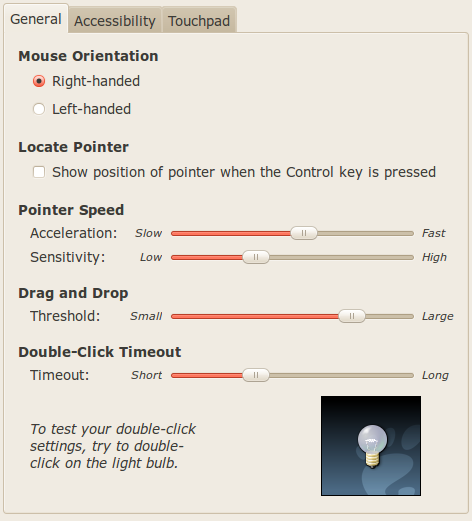 General Accessibility Touchpad
Mouse Orientation
Right-handed
Left-handed
Locate Pointer
Show position of pointer when the Control key is pressed
Pointer Speed
Acceleration: Slow Fast
Sensitivity: Low High
Drag and Drop
Threshold: Small Large
Double-Click Timeout
Timeout: Short Long
To test your double-click
settings, try to double-
click on the light bulb.